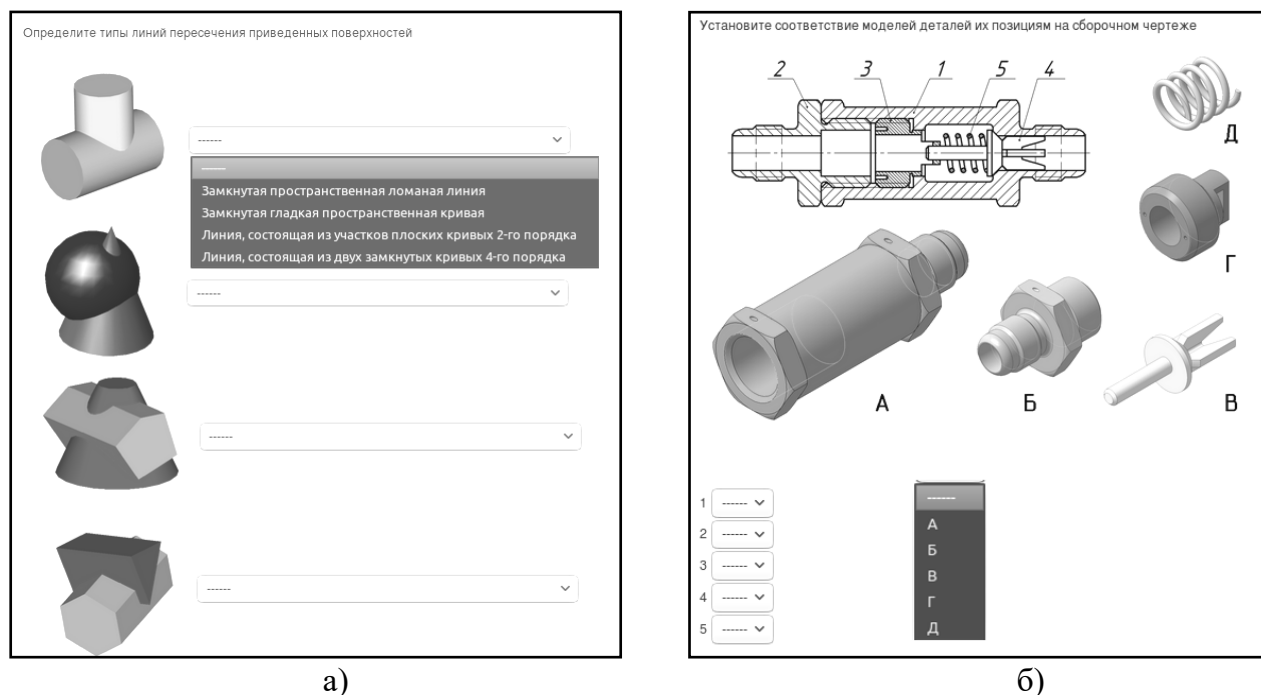 Определите типы линий пересечения приведенных поверхностей
------
------
Замкнутая пространственная ломаная линия
Замкнутая гладкая пространственная кривая
Линия, состоящая из участков плоских кривых 2-го порядка
Линия, состоящая из двух замкнутых кривых 4-го порядка
------
------
------
а)
Установите соответствие моделей деталей их позициям на сборочном чертеже
2 3 1 5 4
Д
Г
А Б В
1 ------
2 ------
3 ------
4 ------
5 ------
------
А
Б
В
Г
Д
б)